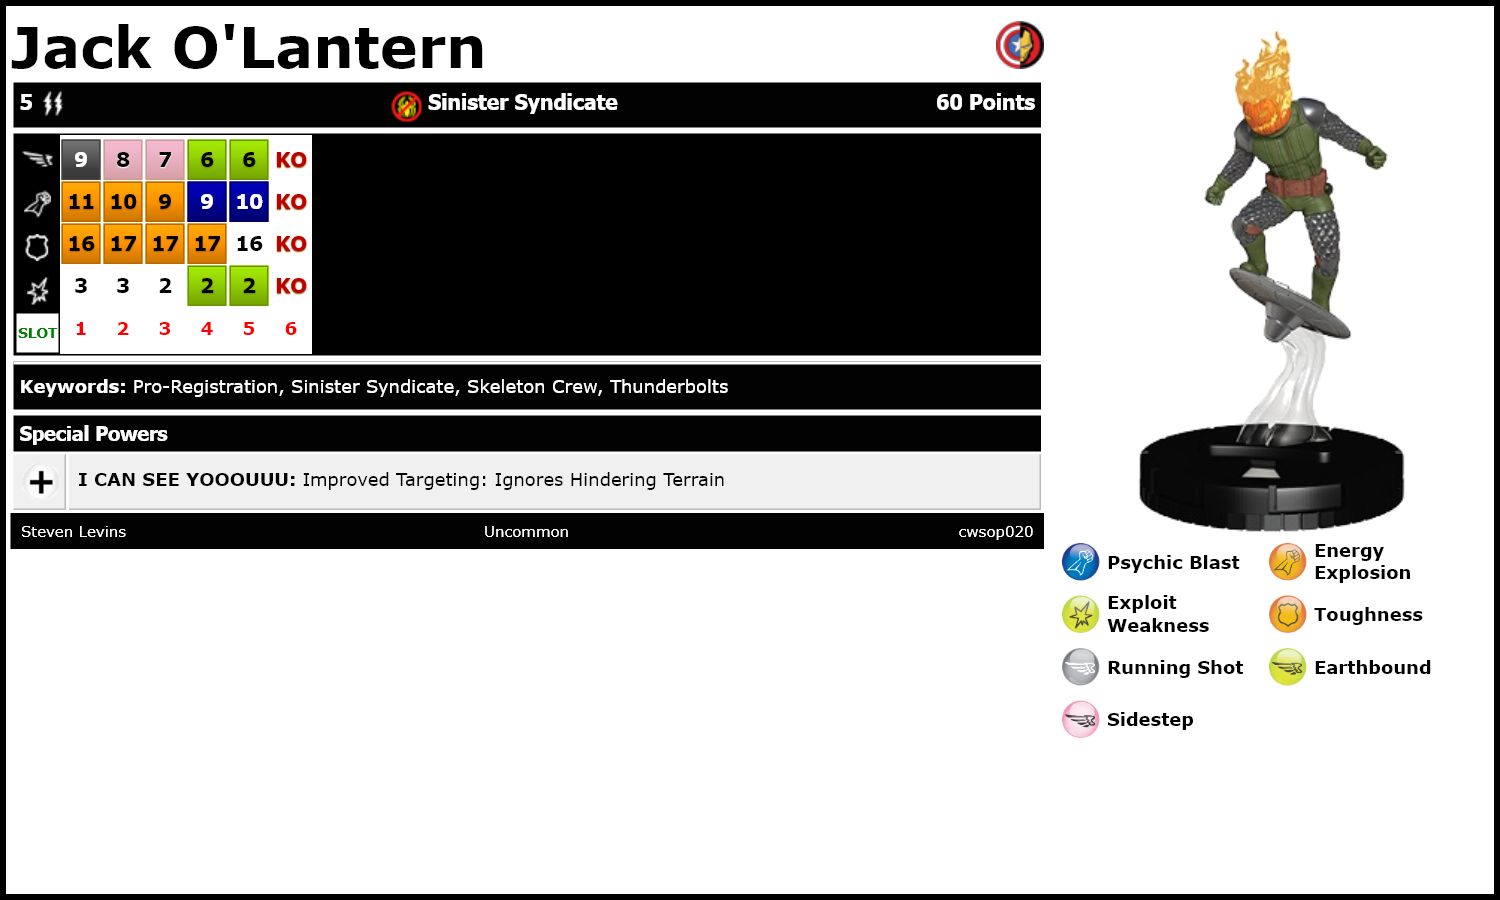 Jack O'Lantern
5 Sinister Syndicate 60 Points
9 8 7 6 6 KO
11 10 9 9 10 KO
16 17 17 17 16 KO
3 3 2 2 2 KO
SLOT 1 2 3 4 5 6
Keywords: Pro-Registration, Sinister Syndicate, Skeleton Crew, Thunderbolts
Special Powers
I CAN SEE YOOOUUU: Improved Targeting: Ignores Hindering Terrain
Steven Levins Uncommon cwsop020
Psychic Blast
Energy
Explosion
Exploit
Weakness
Toughness
Running Shot
Earthbound
Sidestep